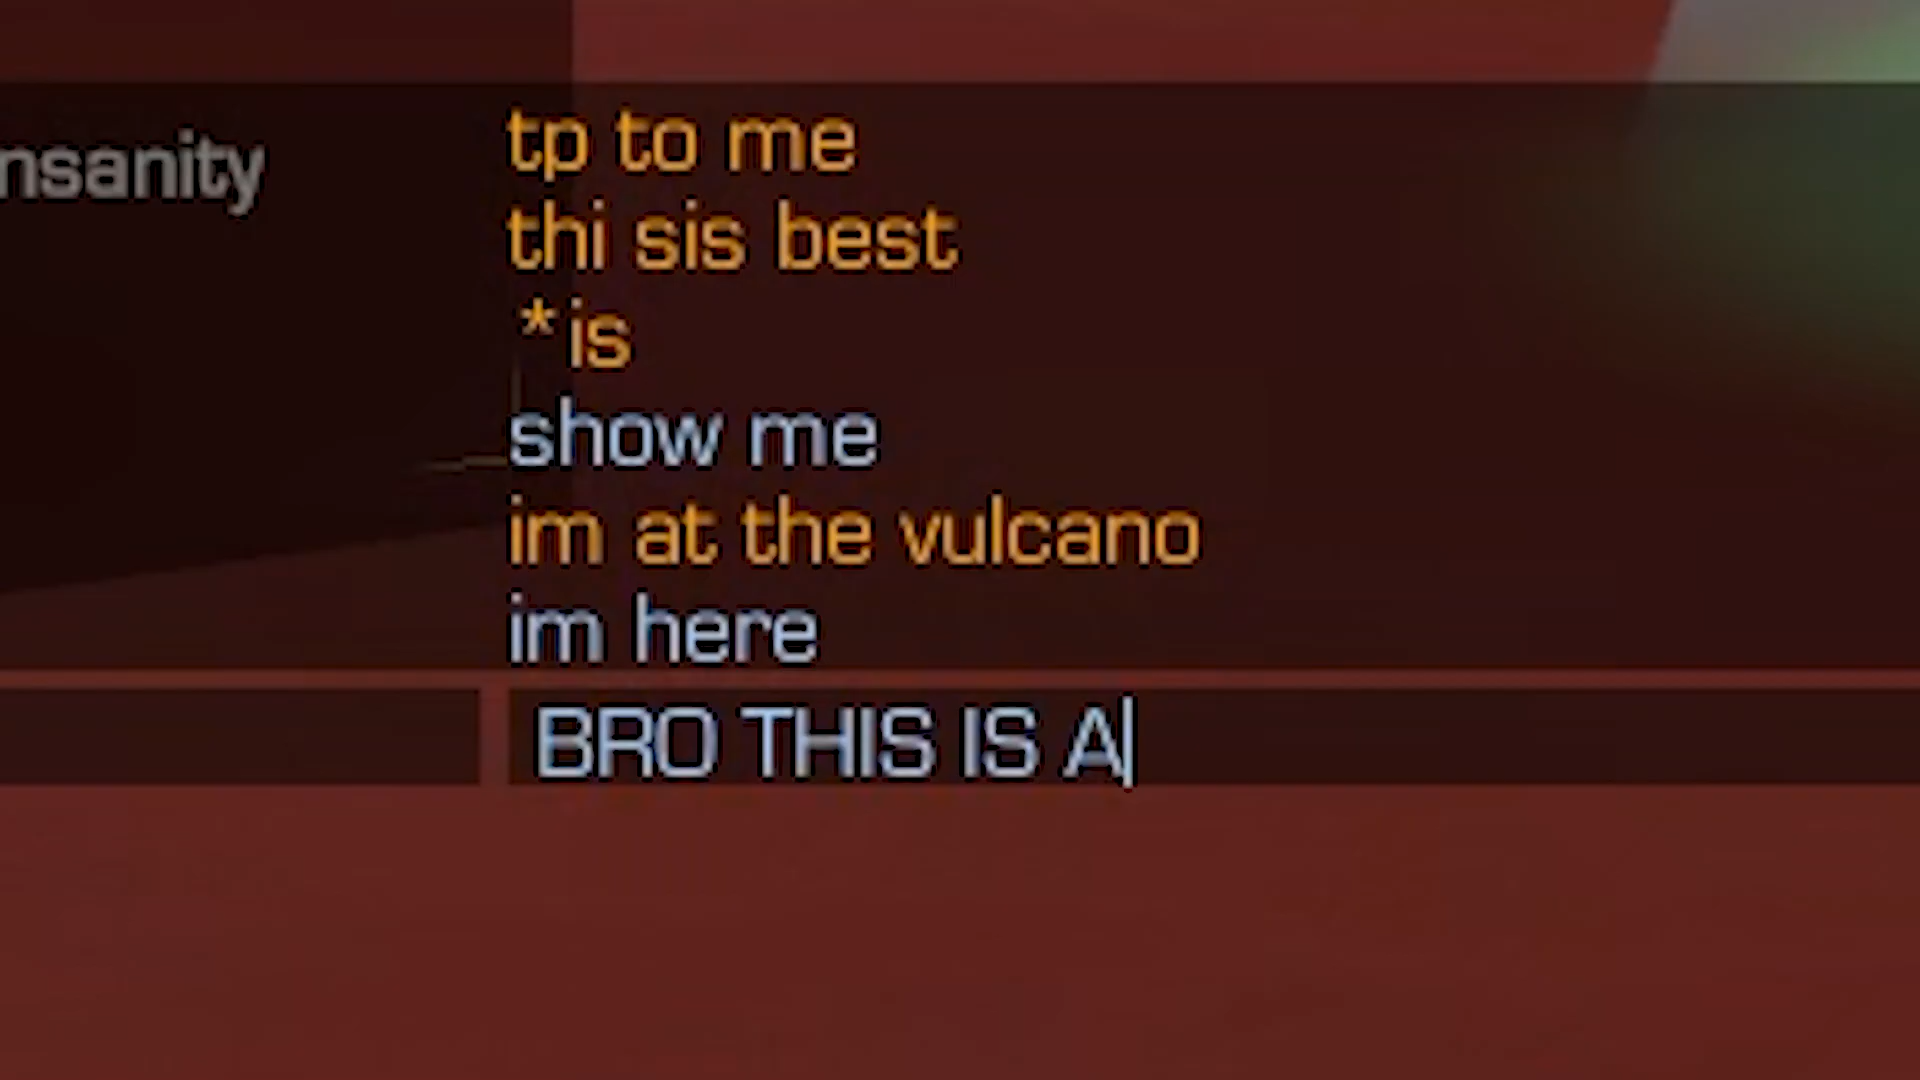 nsanity
tp to me
thi sis best
*is
show me
im at the vulcano
im here
BRO THIS IS A